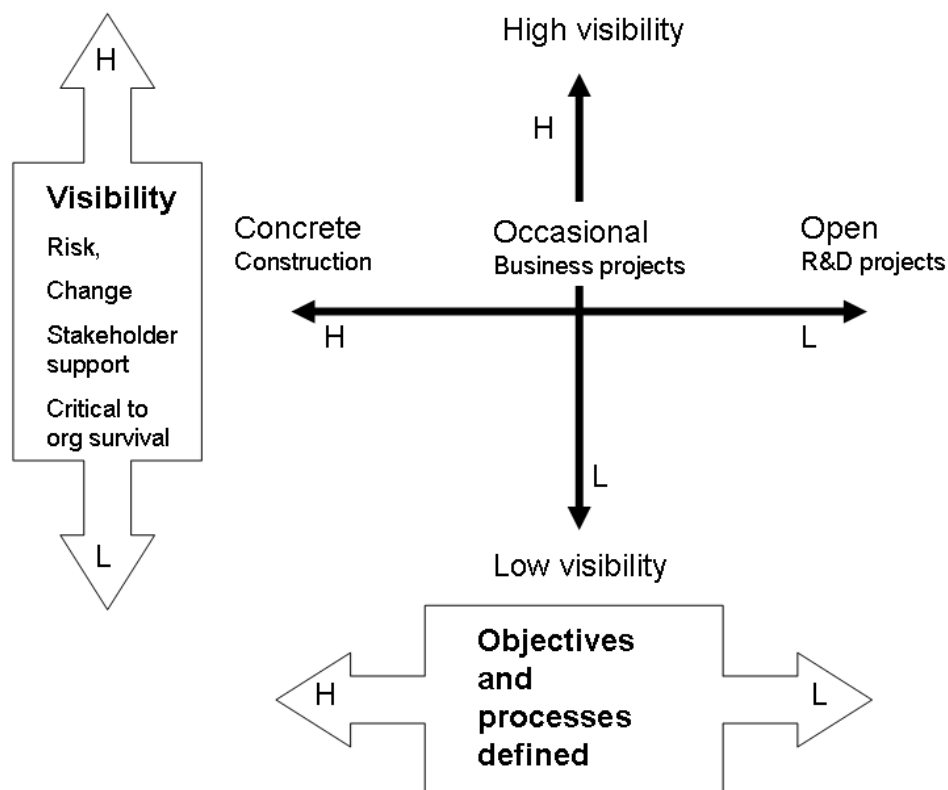 H
Visibility
Risk,
Change
Stakeholder
support
Critical to
org survival
L
High visibility
H
Concrete
Construction
Occasional
Business projects
Open
R&D projects
H
L
L
Low visibility
H
Objectives
and
processes
defined
L